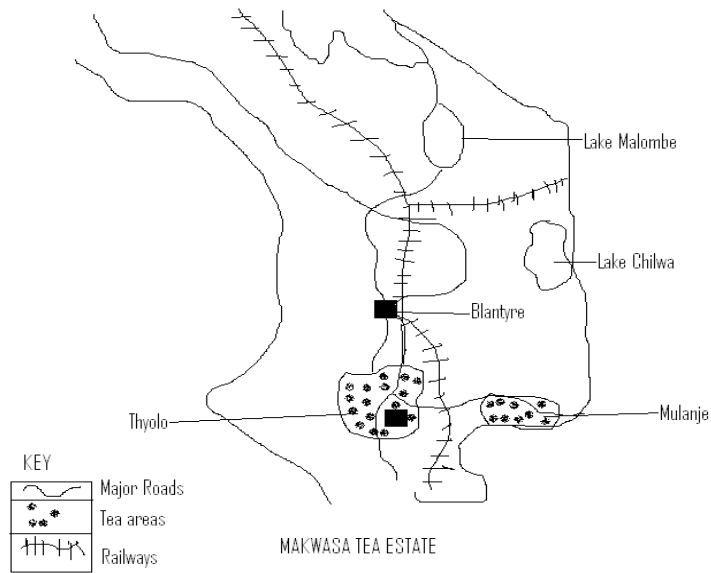 Lake Malombe
Lake Chilwa
Blantyre
Thyolo
Mulanje
KEY
Major Roads
Tea areas
Railways
MAKWASA TEA ESTATE